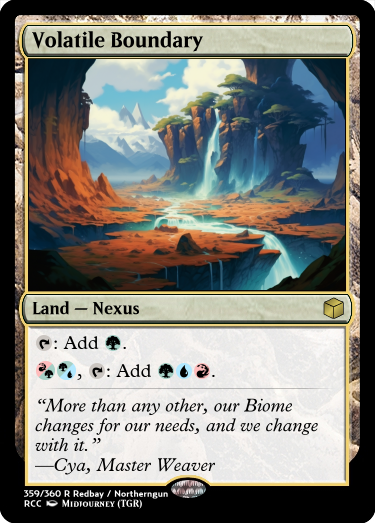 Volatile Boundary
Land — Nexus
: Add .
, : Add .
“More than any other, our Biome
changes for our needs, and we change
with it.”
—Cya, Master Weaver
359/360 R Redbay / Northerngun
RCC Midjourney (TGR)